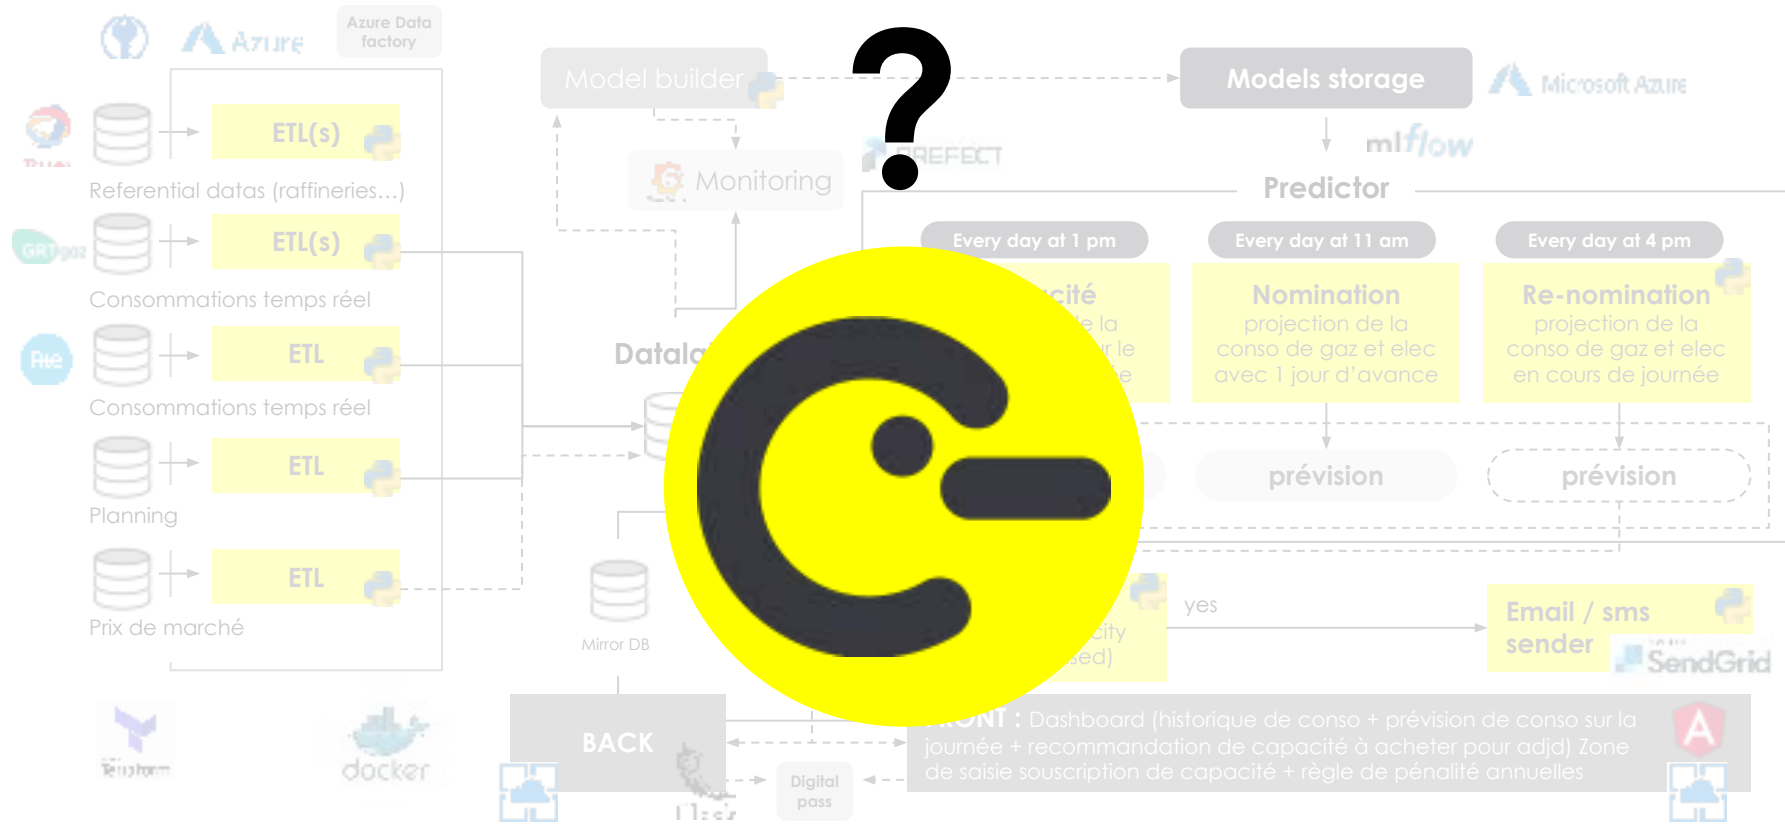 Azure
Azure Data
factory
ETL(s)
Referential datas (raffineries...)
GRTgaz
ETL(s)
Consommations temps réel
Rte
ETL
Consommations temps réel
ETL
Planning
ETL
Prix de marché
Terraform
docker
Model builder
Monitoring
Mirror DB
BACK
Digital
pass
?
Models storage
Microsoft Azure
PREFECT
mlflow
Predictor
Every day at 1 pm
Every day at 11 am
Nomination
projection de la
conso de gaz et elec
avec 1 jour d’avance
prévision
Every day at 4 pm
Re-nomination
projection de la
conso de gaz et elec
en cours de journée
prévision
yes
Email / sms
sender
SendGrid
FRONT : Dashboard (historique de conso + prévision de conso sur la
journée + recommandation de capacité à acheter pour adjd) Zone
de saisie souscription de capacité + règle de pénalité annuelles